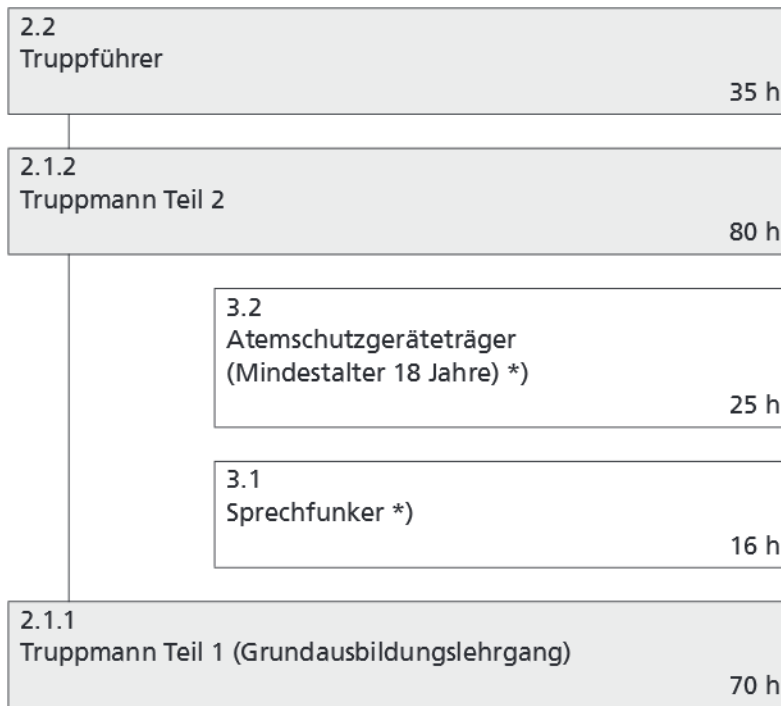 2.2
Truppführer
35 h
2.1.2
Truppmann Teil 2
80 h
3.2
Atemschutzgeräteträger
(Mindestalter 18 Jahre) *)
25 h
3.1
Sprechfunker *)
16 h
2.1.1
Truppmann Teil 1 (Grundausbildungslehrgang)
70 h